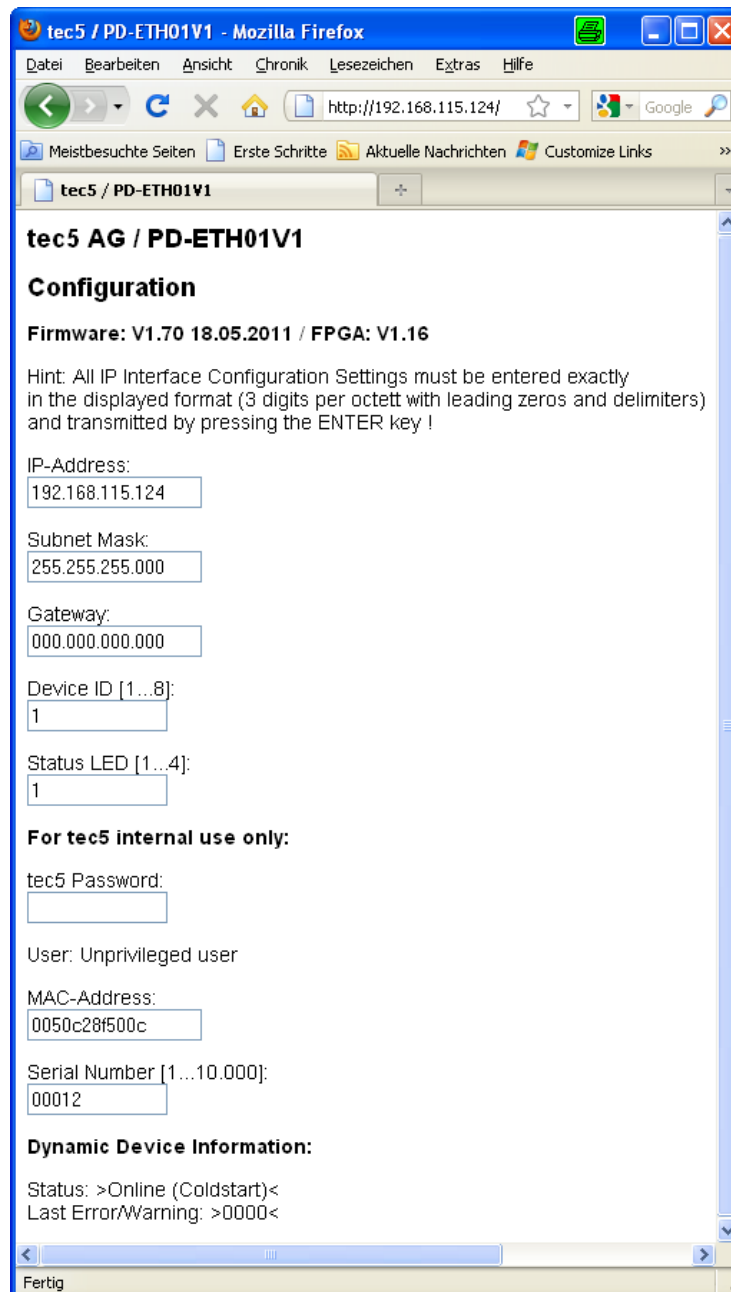 tec5 / PD-ETH01V1 - Mozilla Firefox
Datei Bearbeiten Ansicht Chronik Lesezeichen Extras Hilfe
http://192.168.115.124/ Google
Meistbesuchte Seiten Erste Schritte Aktuelle Nachrichten Customize Links »
tec5 / PD-ETH01V1
tec5 AG / PD-ETH01V1
Configuration
Firmware: V1.70 18.05.2011 / FPGA: V1.16
Hint: All IP Interface Configuration Settings must be entered exactly
in the displayed format (3 digits per octett with leading zeros and delimiters)
and transmitted by pressing the ENTER key !
IP-Address:
192.168.115.124
Subnet Mask:
255.255.255.000
Gateway:
000.000.000.000
Device ID [1...8]:
1
Status LED [1...4]:
1
For tec5 internal use only:
tec5 Password:
User: Unprivileged user
MAC-Address:
0050c28f500c
Serial Number [1...10.000]:
00012
Dynamic Device Information:
Status: >Online (Coldstart)<
Last Error/Warning: >0000<
Fertig